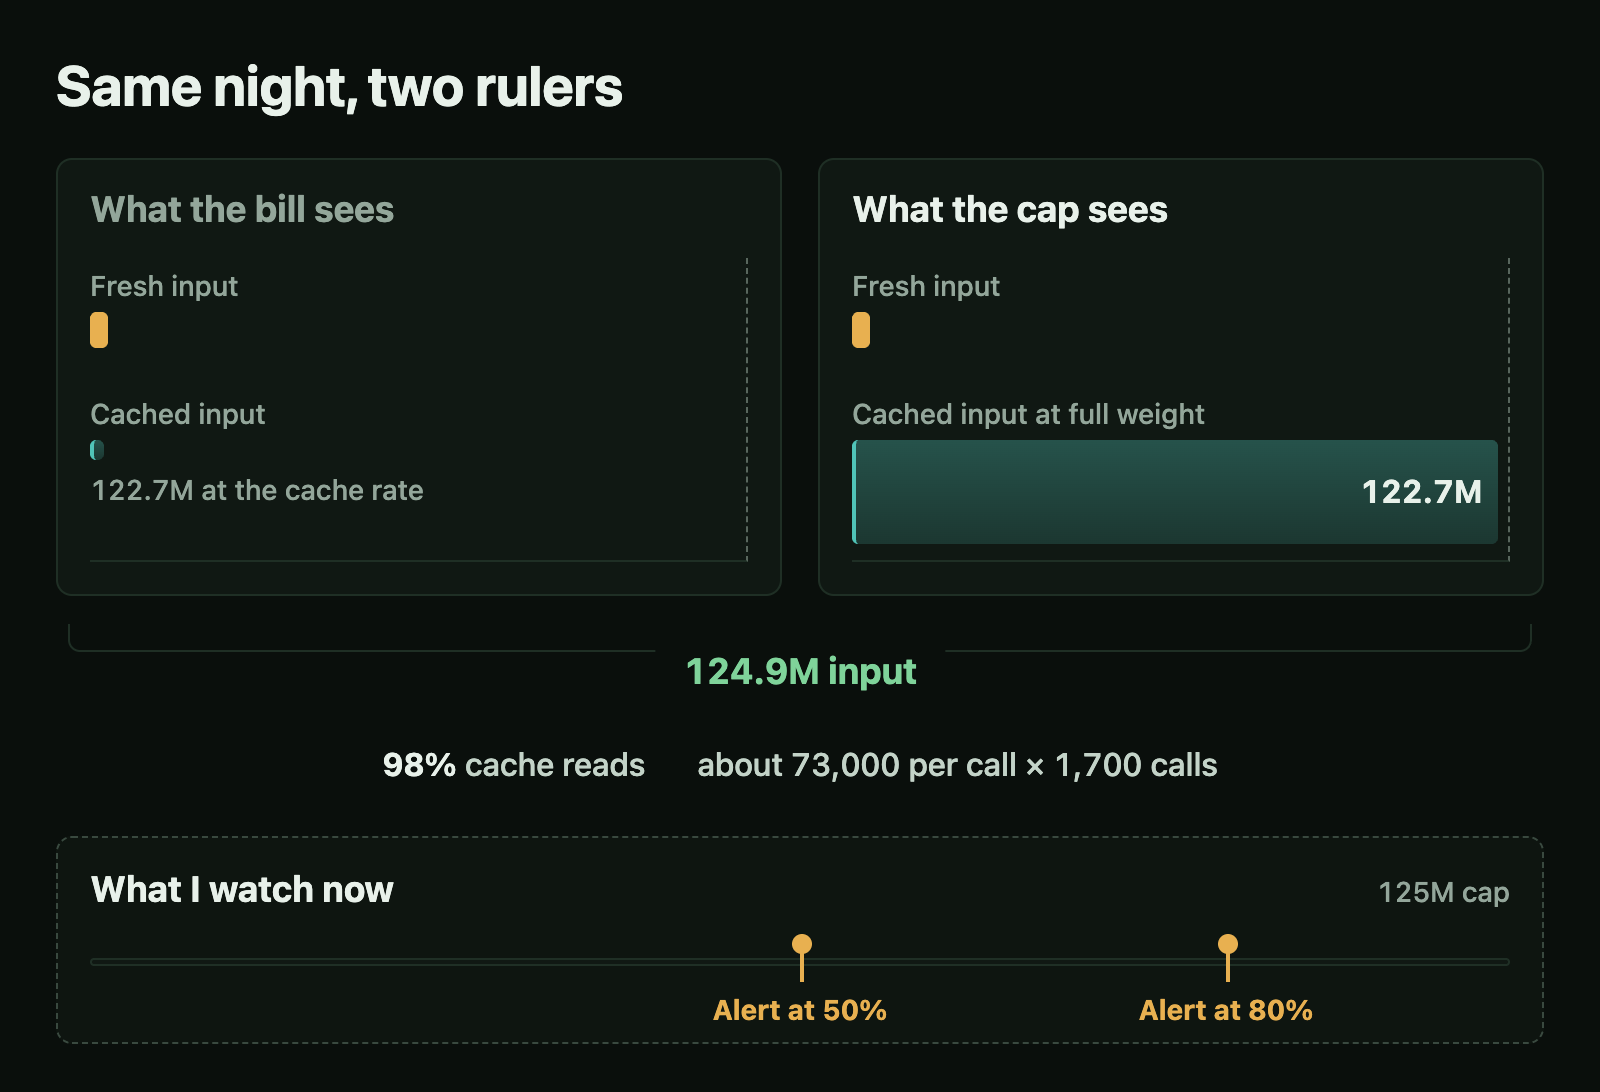 Same night, two rulers
What the bill sees
Fresh input
Cached input
122.7M at the cache rate
What the cap sees
Fresh input
Cached input at full weight
122.7M
124.9M input
98% cache reads
about 73,000 per call × 1,700 calls
What I watch now
125M cap
Alert at 50%
Alert at 80%